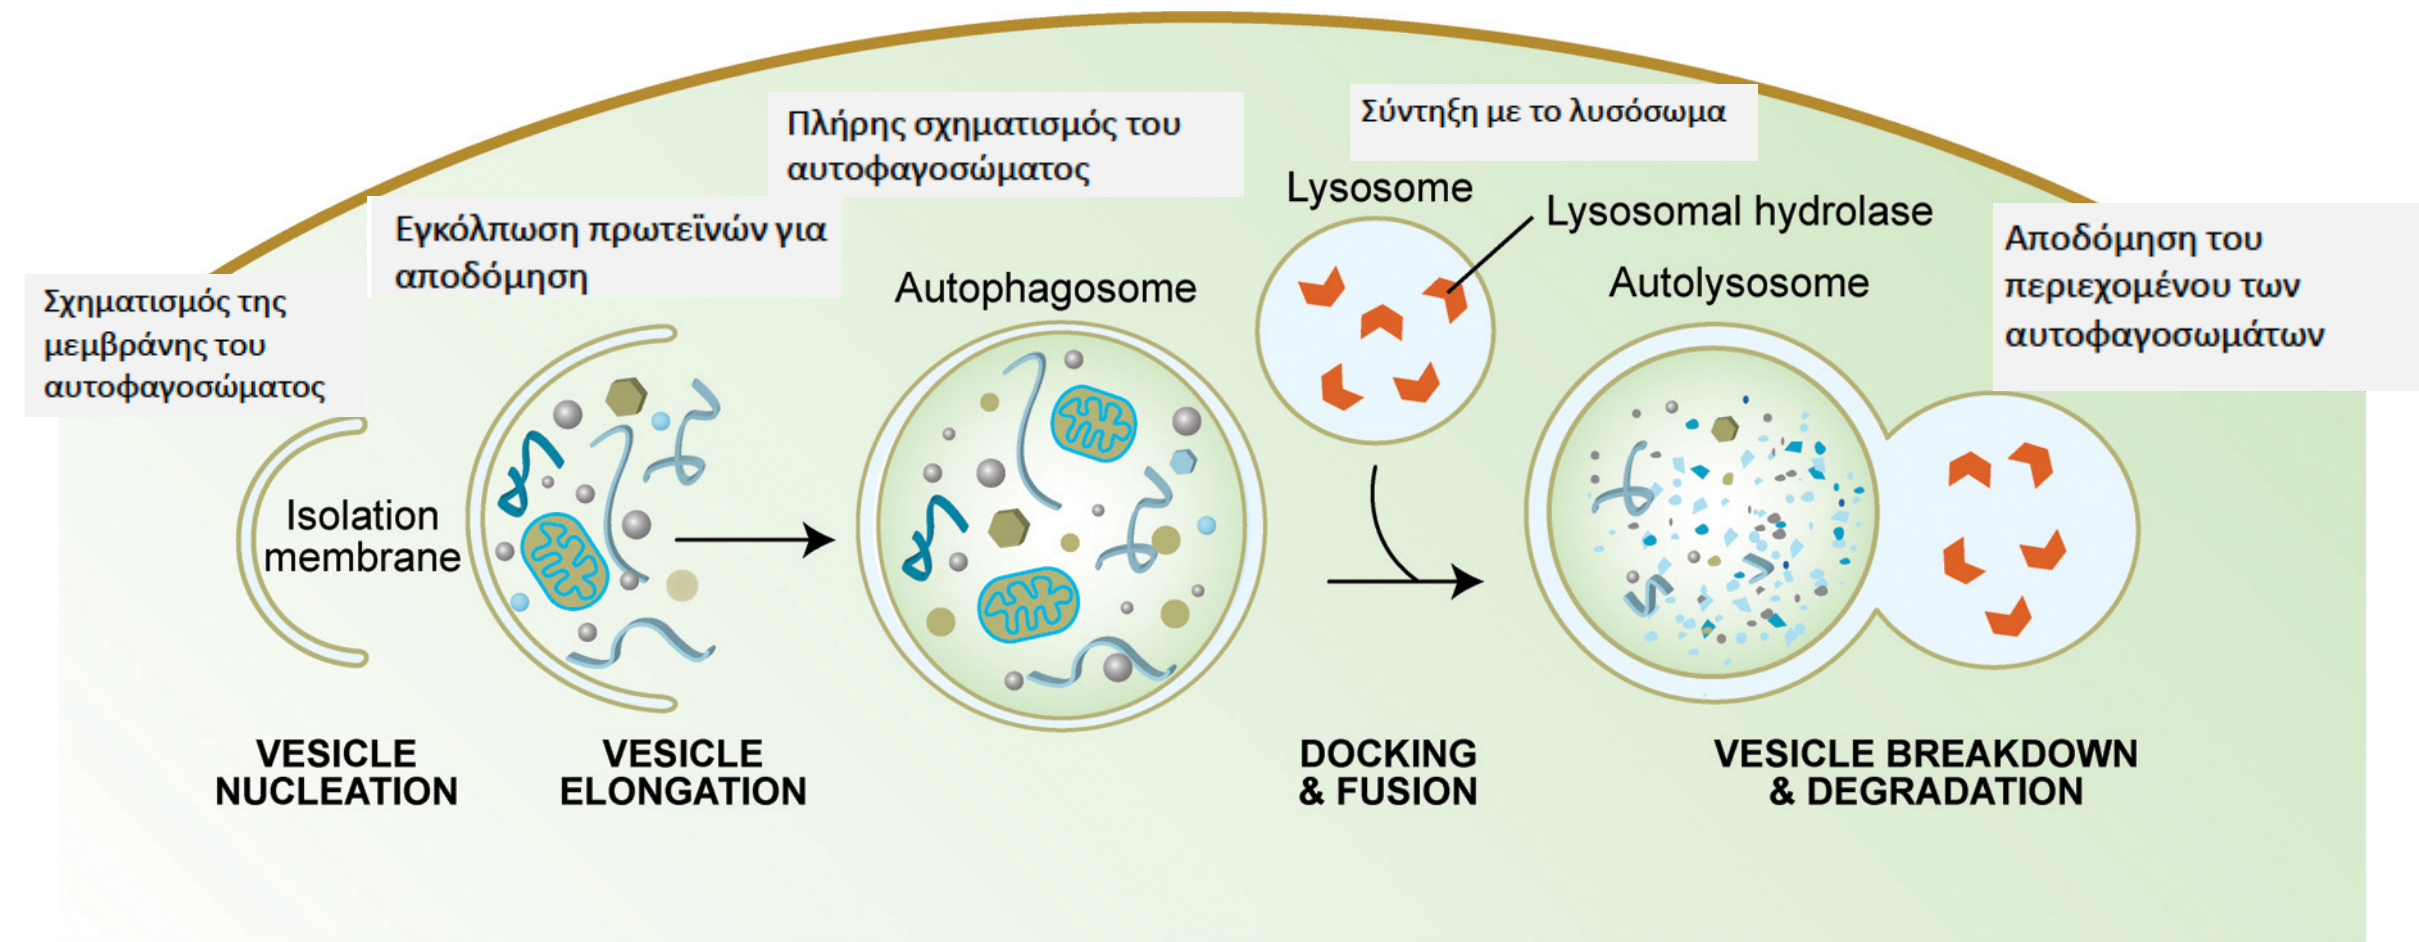 Σχηματισμός της
μεμβράνης του
αυτοφαγοσώματος
Εγκόλπωση πρωτεϊνών για
αποδόμηση
Πλήρης σχηματισμός του
αυτοφαγοσώματος
Σύντηξη με το λυσόσωμα
Αποδόμηση του
περιεχομένου των
αυτοφαγοσωμάτων
Isolation
membrane
Autophagosome
Lysosome
Lysosomal hydrolase
Autolysosome
VESICLE
NUCLEATION
VESICLE
ELONGATION
DOCKING
& FUSION
VESICLE BREAKDOWN
& DEGRADATION